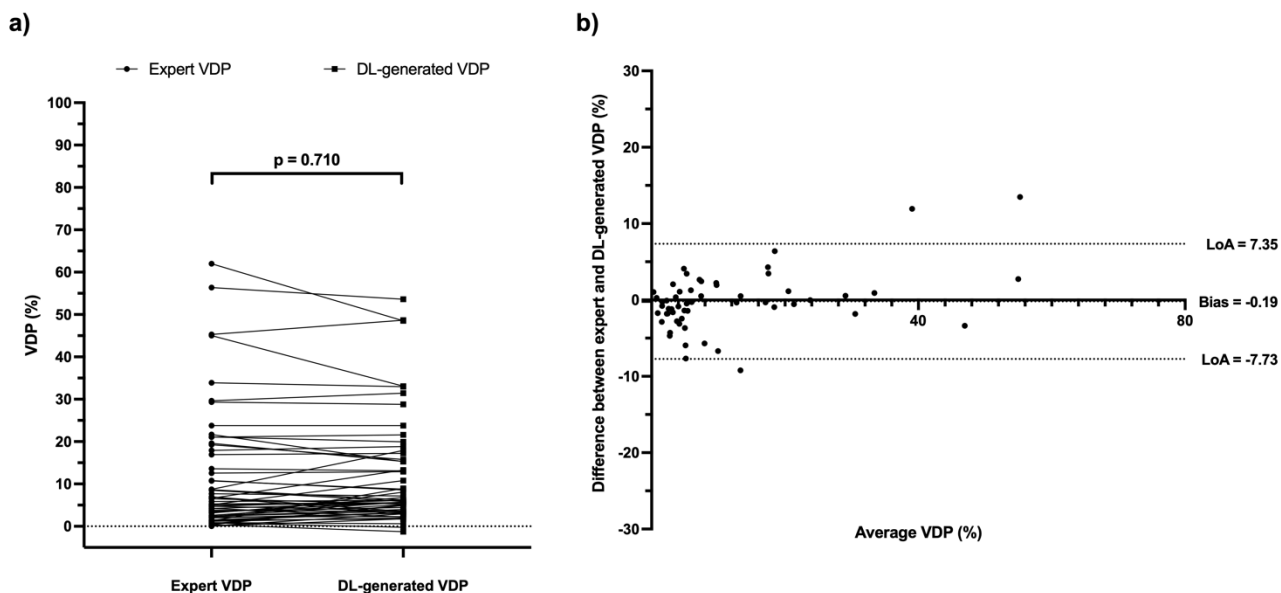 a)
Expert VDP
DL-generated VDP
100
90
80
70
60
50
40
30
20
10
0
VDP (%)
p = 0.710
Expert VDP
DL-generated VDP
b)
Difference between expert and DL-generated VDP (%)
30
20
10
0
-10
-20
-30
40
80
LoA = 7.35
Bias = -0.19
LoA = -7.73
Average VDP (%)